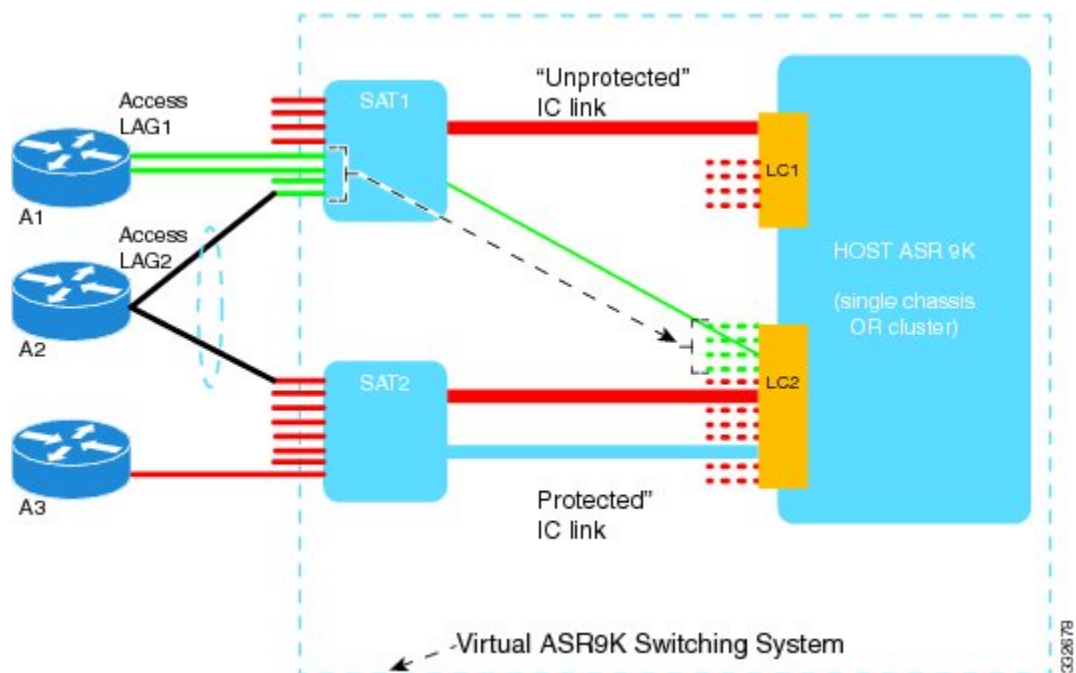 Access
LAG1
A1
Access
LAG2
A2
A3
SAT1
SAT2
“Unprotected”
IC link
Protected”
IC link
LC1
LC2
HOST ASR 9K
(single chassis
OR cluster)
Virtual ASR9K Switching System
332679